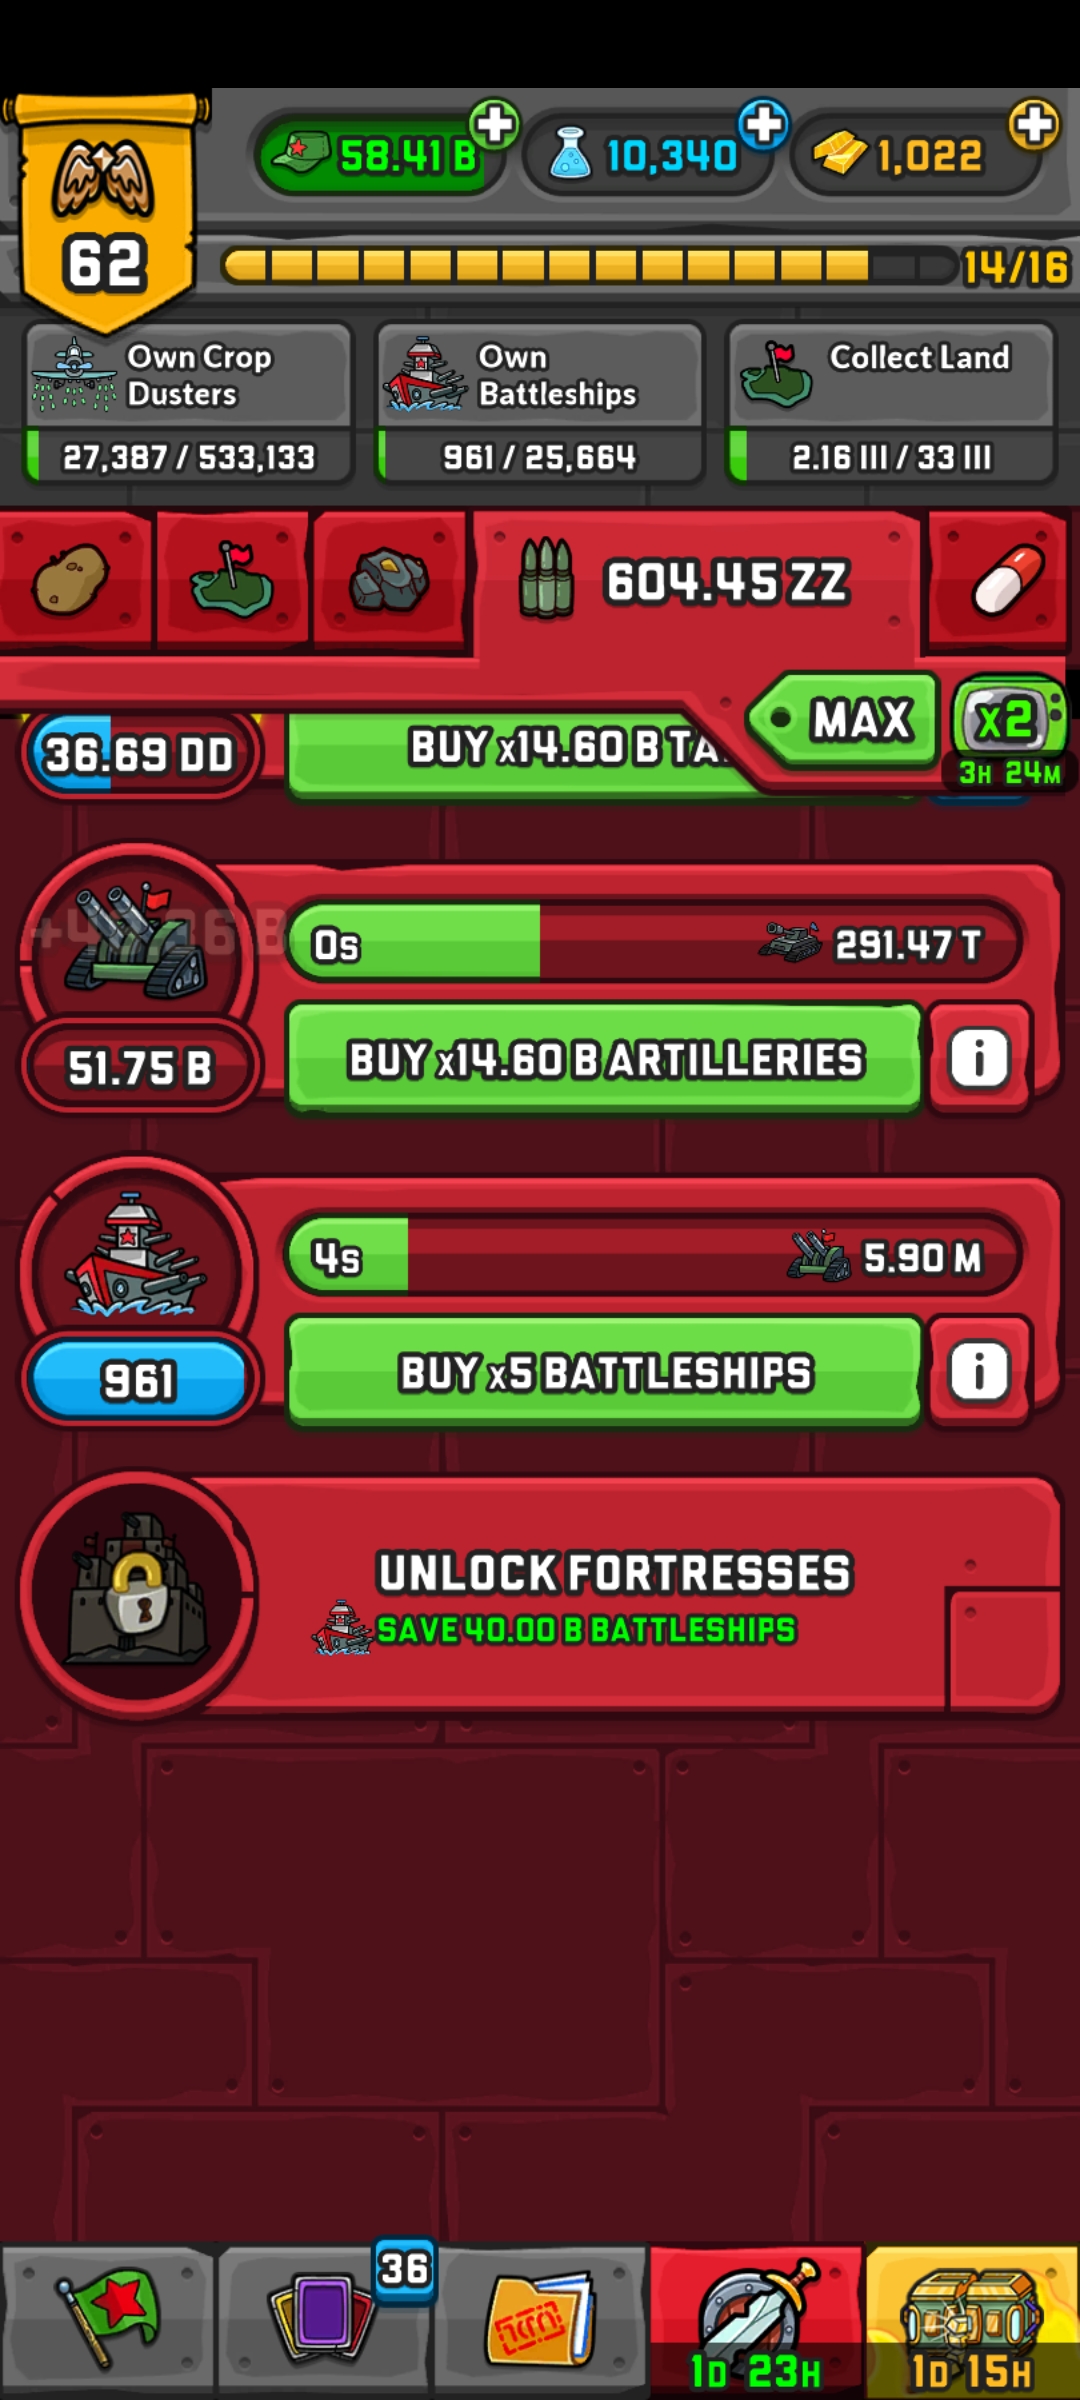 58.41 B
10,340
1,022
62
14/16
Own Crop
Dusters
27,387 / 533,133
Own
Battleships
961 / 25,664
Collect Land
2.16 III / 33 III
604.45 ZZ
MAX
x2
3H 24M
36.69 DD
BUY x14.60 B TA
0s
291.47 T
51.75 B
BUY x14.60 B ARTILLERIES
i
4s
5.90 M
961
BUY x5 BATTLESHIPS
i
UNLOCK FORTRESSES
SAVE 40.00 B BATTLESHIPS
36
1D 23H
1D 15H